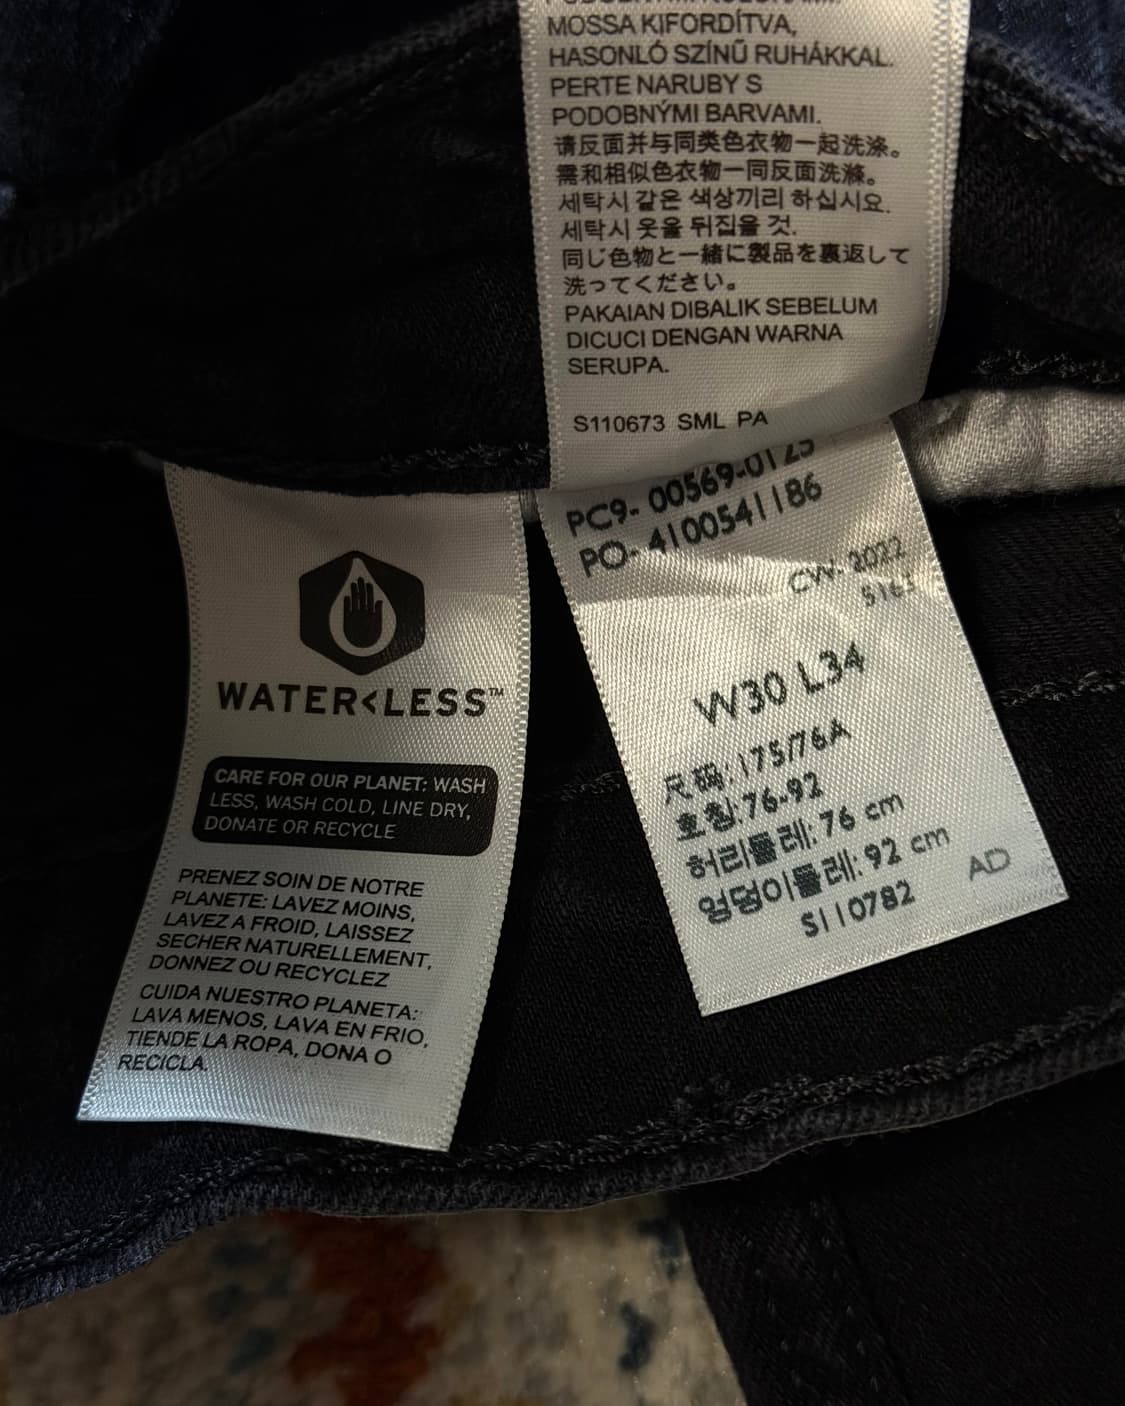 MOSSA KIFORDÍTVA,
HASONLÓ SZÍNŰ RUHÁKKAL.
PERTE NARUBY S
PODOBNÝMI BARVAMI.
请反面并与同类色衣物一起洗涤。
需和相似色衣物一同反面洗滌。
세탁시 같은 색상끼리 하십시요.
세탁시 옷을 뒤집을 것.
同じ色物と一緒に製品を裏返して
洗ってください。
PAKAIAN DIBALIK SEBELUM
DICUCI DENGAN WARNA
SERUPA.
S110673 SML PA
WATER<LESS™
CARE FOR OUR PLANET: WASH
LESS, WASH COLD, LINE DRY,
DONATE OR RECYCLE
PRENEZ SOIN DE NOTRE
PLANETE: LAVEZ MOINS,
LAVEZ A FROID, LAISSEZ
SECHER NATURELLEMENT,
DONNEZ OU RECYCLEZ
CUIDA NUESTRO PLANETA:
LAVA MENOS, LAVA EN FRIO,
TIENDE LA ROPA, DONA O
RECICLA.
PC9- 00569-0125
PO- 4100541186
CW- 2022
5163
W30 L34
尺码:175/76A
호칭:76-92
허리둘레: 76 cm
엉덩이둘레: 92 cm
S110782
AD